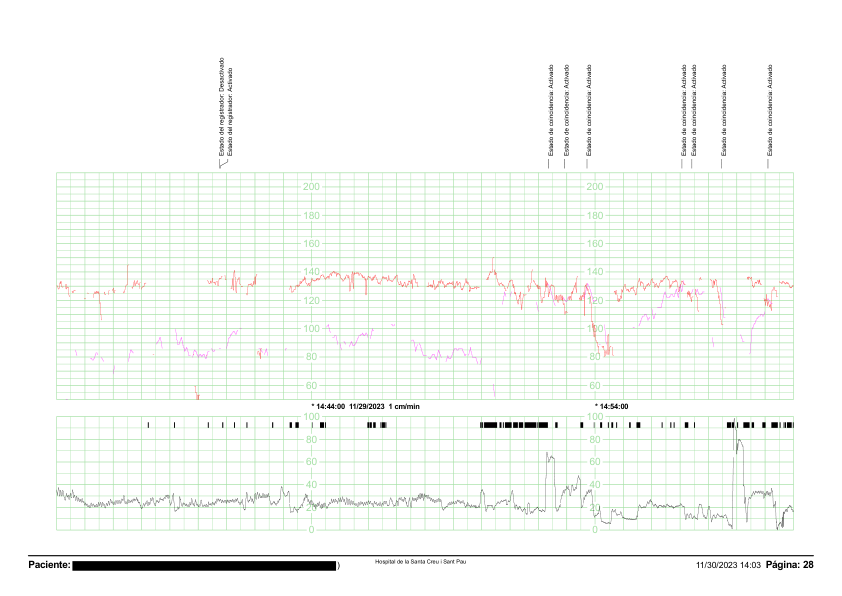 Estado del registrador: Desactivado
Estado del registrador: Activado
Estado de coincidencia: Activado
Estado de coincidencia: Activado
Estado de coincidencia: Activado
Estado de coincidencia: Activado
Estado de coincidencia: Activado
Estado de coincidencia: Activado
Estado de coincidencia: Activado
200 200
180 180
160 160
140 140
120 120
100 100
80 80
60 60
* 14:44:00 11/29/2023 1 cm/min * 14:54:00
100 100
80 80
60 60
40 40
20 20
0 0
Paciente: )
Hospital de la Santa Creu i Sant Pau
11/30/2023 14:03 Página: 28